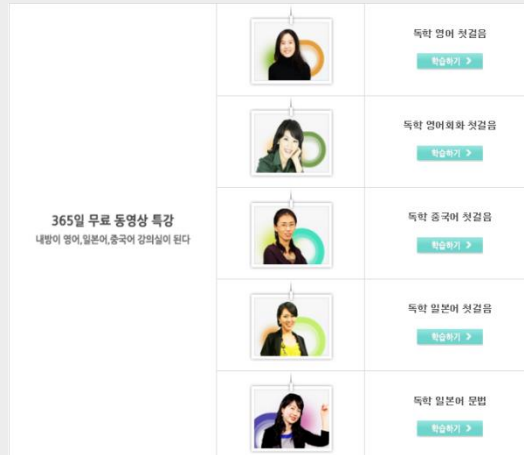 365일 무료 동영상 특강
내방이 영어,일본어,중국어 강의실이 된다
독학 영어 첫걸음
학습하기
독학 영어회화 첫걸음
학습하기
독학 중국어 첫걸음
학습하기
독학 일본어 첫걸음
학습하기
독학 일본어 문법
학습하기